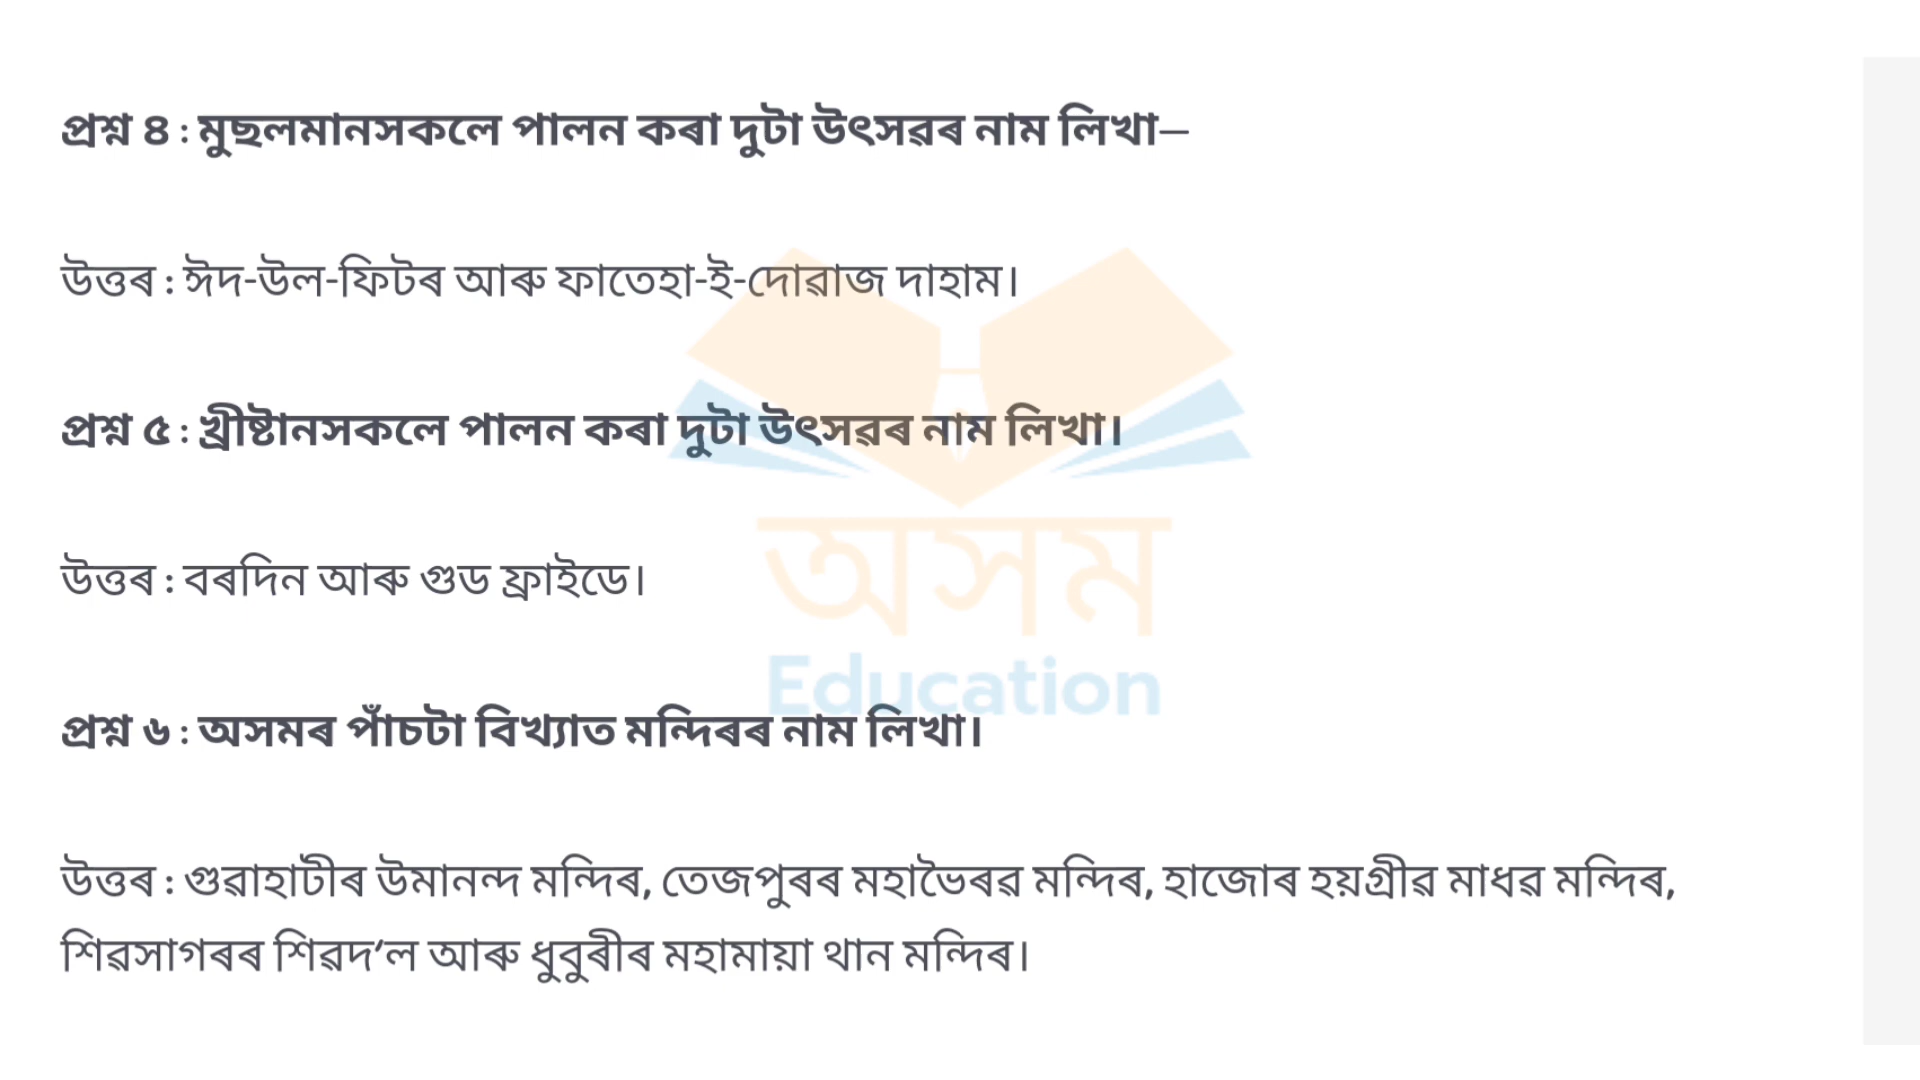 প্ৰশ্ন ৪ : মুছলমানসকলে পালন কৰা দুটা উৎসৱৰ নাম লিখা—
উত্তৰ : ঈদ-উল-ফিটৰ আৰু ফাতেহা-ই-দোৱাজ দাহাম।
প্ৰশ্ন ৫ : খ্ৰীষ্টানসকলে পালন কৰা দুটা উৎসৱৰ নাম লিখা।
উত্তৰ : বৰদিন আৰু গুড ফ্ৰাইডে।
অসম
Education
প্ৰশ্ন ৬ : অসমৰ পাঁচটা বিখ্যাত মন্দিৰৰ নাম লিখা।
উত্তৰ : গুৱাহাটীৰ উমানন্দ মন্দিৰ, তেজপুৰৰ মহাভৈৰৱ মন্দিৰ, হাজোৰ হয়গ্ৰীৱ মাধৱ মন্দিৰ,
শিৱসাগৰৰ শিৱদ’ল আৰু ধুবুৰীৰ মহামায়া থান মন্দিৰ।